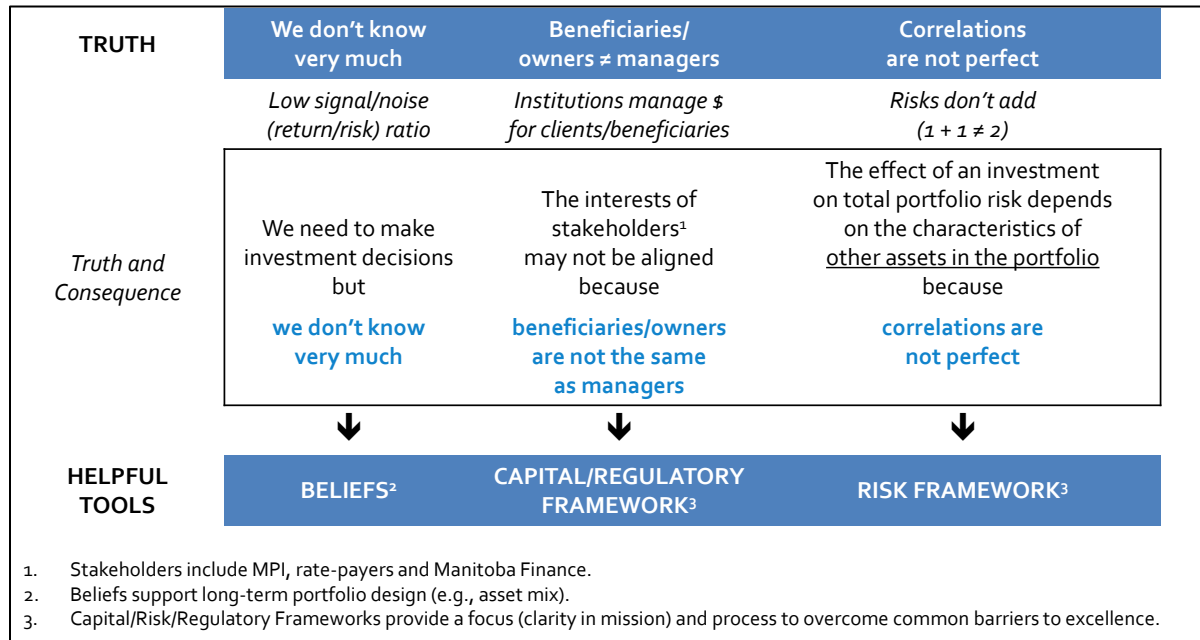 TRUTH
We don't know
very much
Beneficiaries/
owners ≠ managers
Correlations
are not perfect
Low signal/noise
(return/risk) ratio
Institutions manage $
for clients/beneficiaries
Risks don't add
(1 + 1 ≠ 2)
Truth and
Consequence
We need to make
investment decisions
but
we don't know
very much
The interests of
stakeholders¹
may not be aligned
because
beneficiaries/owners
are not the same
as managers
The effect of an investment
on total portfolio risk depends
on the characteristics of
other assets in the portfolio
because
correlations are
not perfect
HELPFUL
TOOLS
BELIEFS²
CAPITAL/REGULATORY
FRAMEWORK³
RISK FRAMEWORK³
1. Stakeholders include MPI, rate-payers and Manitoba Finance.
2. Beliefs support long-term portfolio design (e.g., asset mix).
3. Capital/Risk/Regulatory Frameworks provide a focus (clarity in mission) and process to overcome common barriers to excellence.